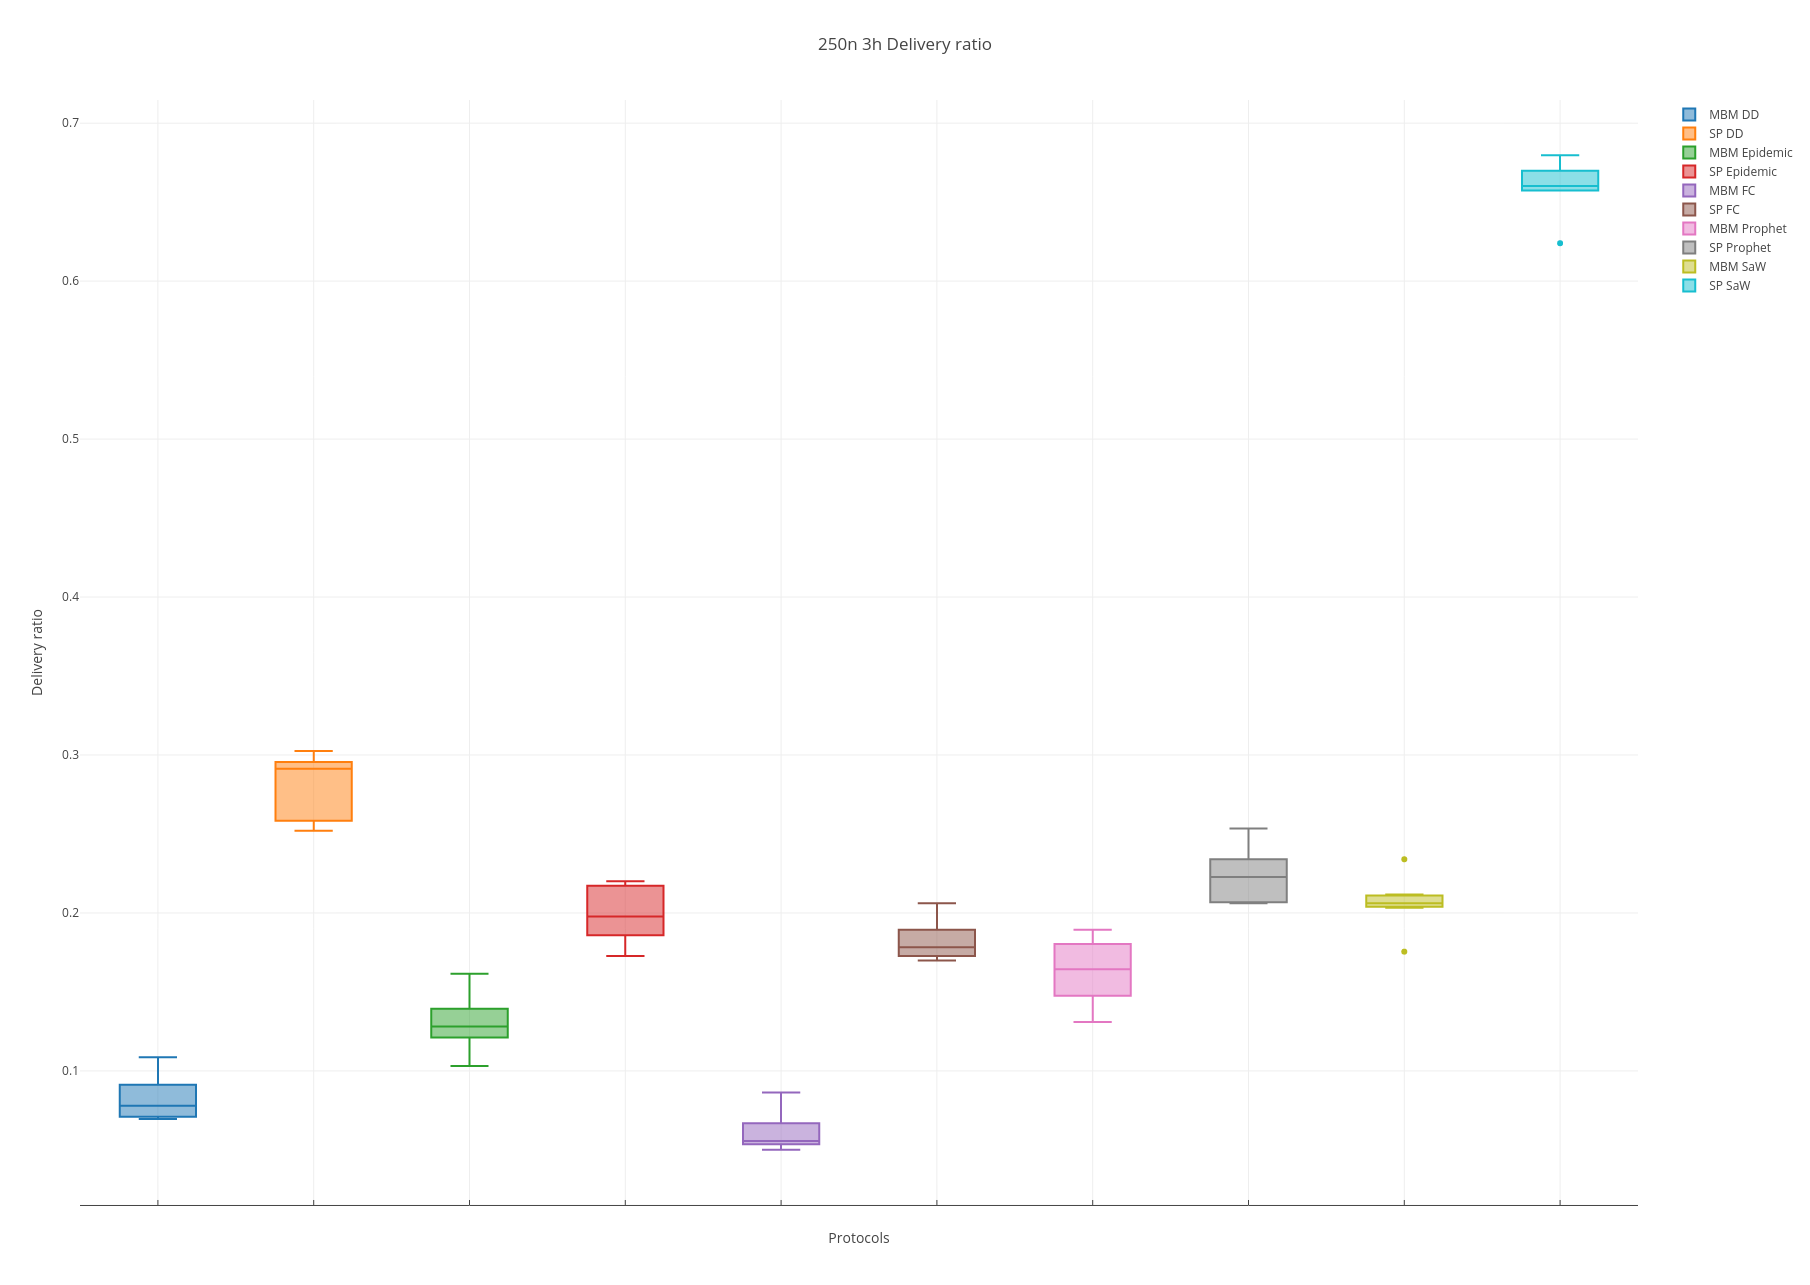 250n 3h Delivery ratio
0.7
0.6
0.5
0.4
0.3
0.2
0.1
Delivery ratio
Protocols
MBM DD
SP DD
MBM Epidemic
SP Epidemic
MBM FC
SP FC
MBM Prophet
SP Prophet
MBM SaW
SP SaW